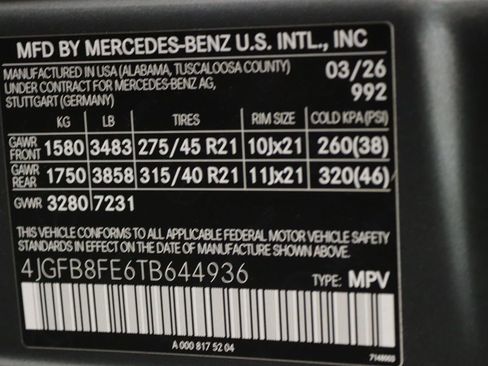 MFD BY MERCEDES-BENZ U.S. INTL., INC
MANUFACTURED IN USA (ALABAMA, TUSCALOOSA COUNTY) 03/26
UNDER CONTRACT FOR MERCEDES-BENZ AG, 992
STUTTGART (GERMANY)
KG LB TIRES RIM SIZE COLD KPA(PSI)
GAWR FRONT 1580 3483 275/45 R21 10Jx21 260(38)
GAWR REAR 1750 3858 315/40 R21 11Jx21 320(46)
GVWR 3280 7231
THIS VEHICLE CONFORMS TO ALL APPLICABLE FEDERAL MOTOR VEHICLE SAFETY
STANDARDS IN EFFECT ON THE DATE OF MANUFACTURE SHOWN ABOVE.
4JGFB8FE6TB644936 TYPE: MPV
A 000 817 52 04